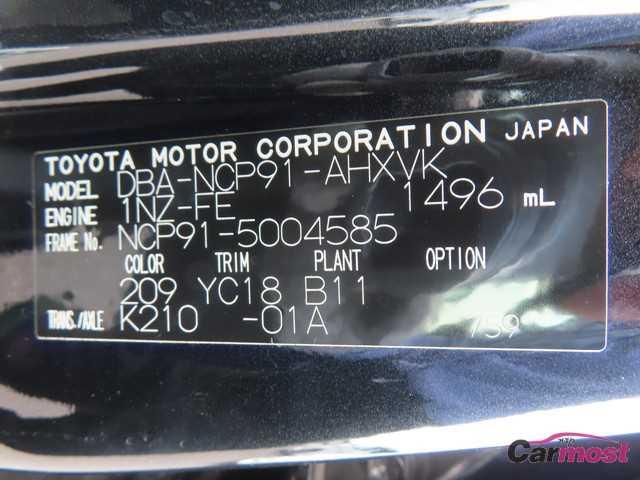 TOYOTA MOTOR CORPORATION JAPAN
MODEL DBA-NCP91-AHXVK
ENGINE 1NZ-FE 1496 mL
FRAME No. NCP91-5004585
COLOR TRIM PLANT OPTION
209 YC18 B11
TRANS./AXLE K210 -01A /59
Carmost